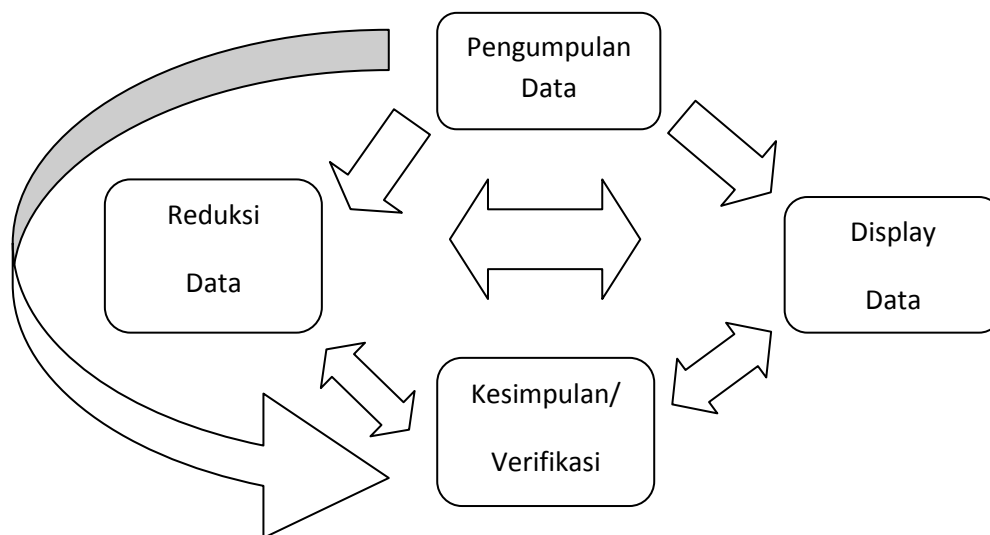 Pengumpulan
Data
Reduksi
Data
Display
Data
Kesimpulan/
Verifikasi